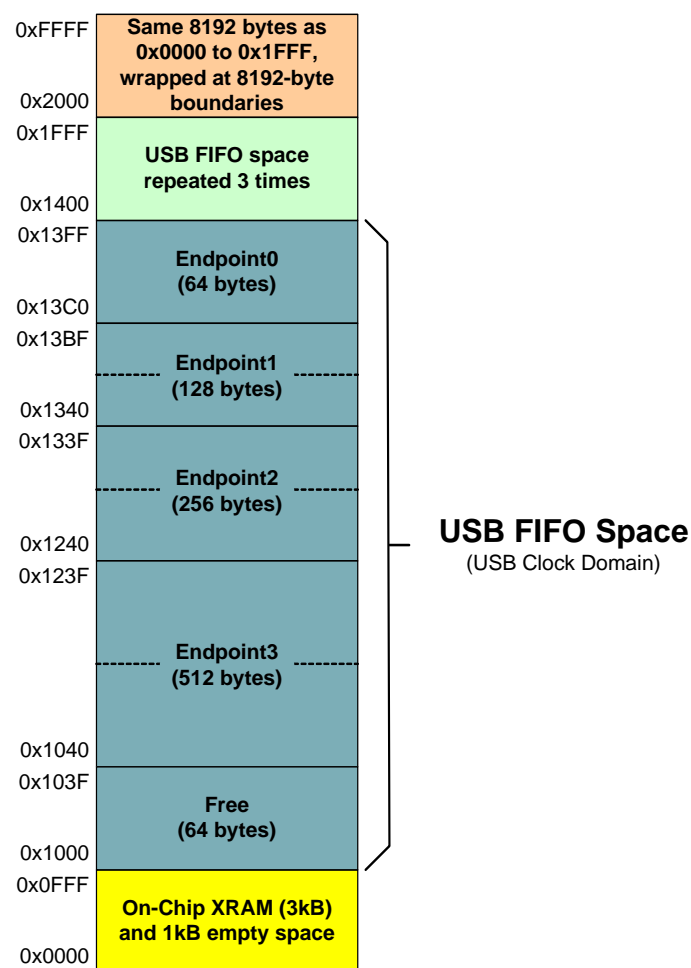 0xFFFF
Same 8192 bytes as
0x0000 to 0x1FFF,
wrapped at 8192-byte
boundaries
0x2000
0x1FFF
USB FIFO space
repeated 3 times
0x1400
0x13FF
Endpoint0
(64 bytes)
0x13C0
0x13BF
Endpoint1
(128 bytes)
0x1340
0x133F
Endpoint2
(256 bytes)
0x1240
0x123F
Endpoint3
(512 bytes)
0x1040
0x103F
Free
(64 bytes)
0x1000
0x0FFF
On-Chip XRAM (3kB)
and 1kB empty space
0x0000
USB FIFO Space
(USB Clock Domain)